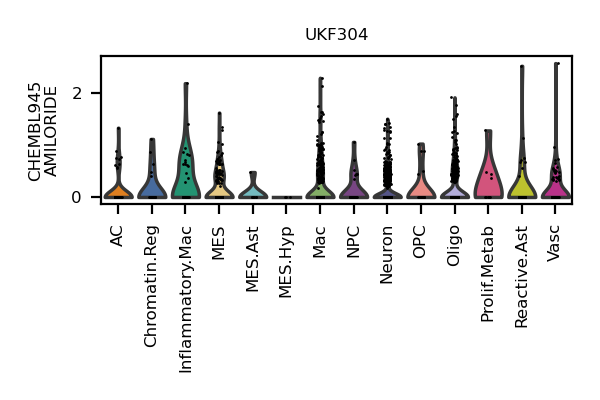 UKF304
CHEMBL945
AMILORIDE
2
0
AC
Chromatin.Reg
Inflammatory.Mac
MES
MES.Ast
MES.Hyp
Mac
NPC
Neuron
OPC
Oligo
Prolif.Metab
Reactive.Ast
Vasc